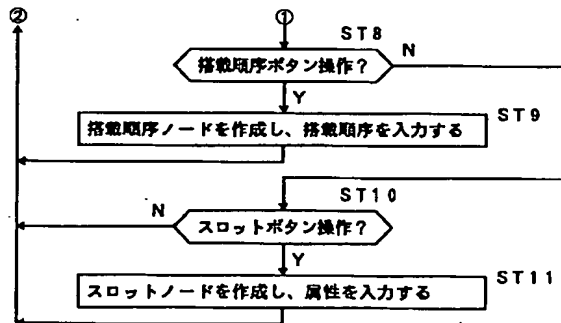 ② ①
ST8
搭載順序ボタン操作？ N
Y
ST9
搭載順序ノードを作成し、搭載順序を入力する
ST10
N
スロットボタン操作？
Y
ST11
スロットノードを作成し、属性を入力する